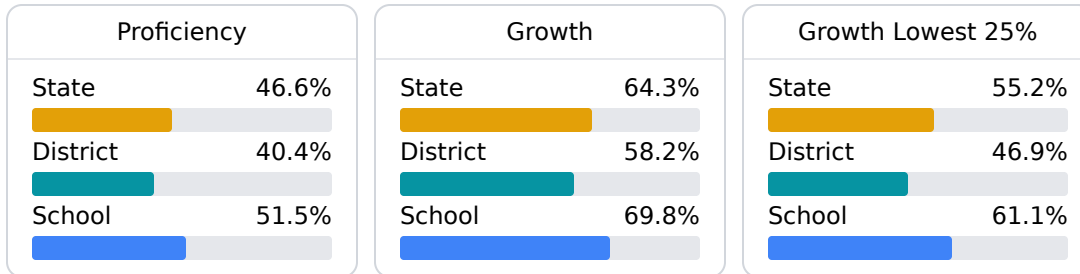 Proficiency
State 46.6%
District 40.4%
School 51.5%
Growth
State 64.3%
District 58.2%
School 69.8%
Growth Lowest 25%
State 55.2%
District 46.9%
School 61.1%